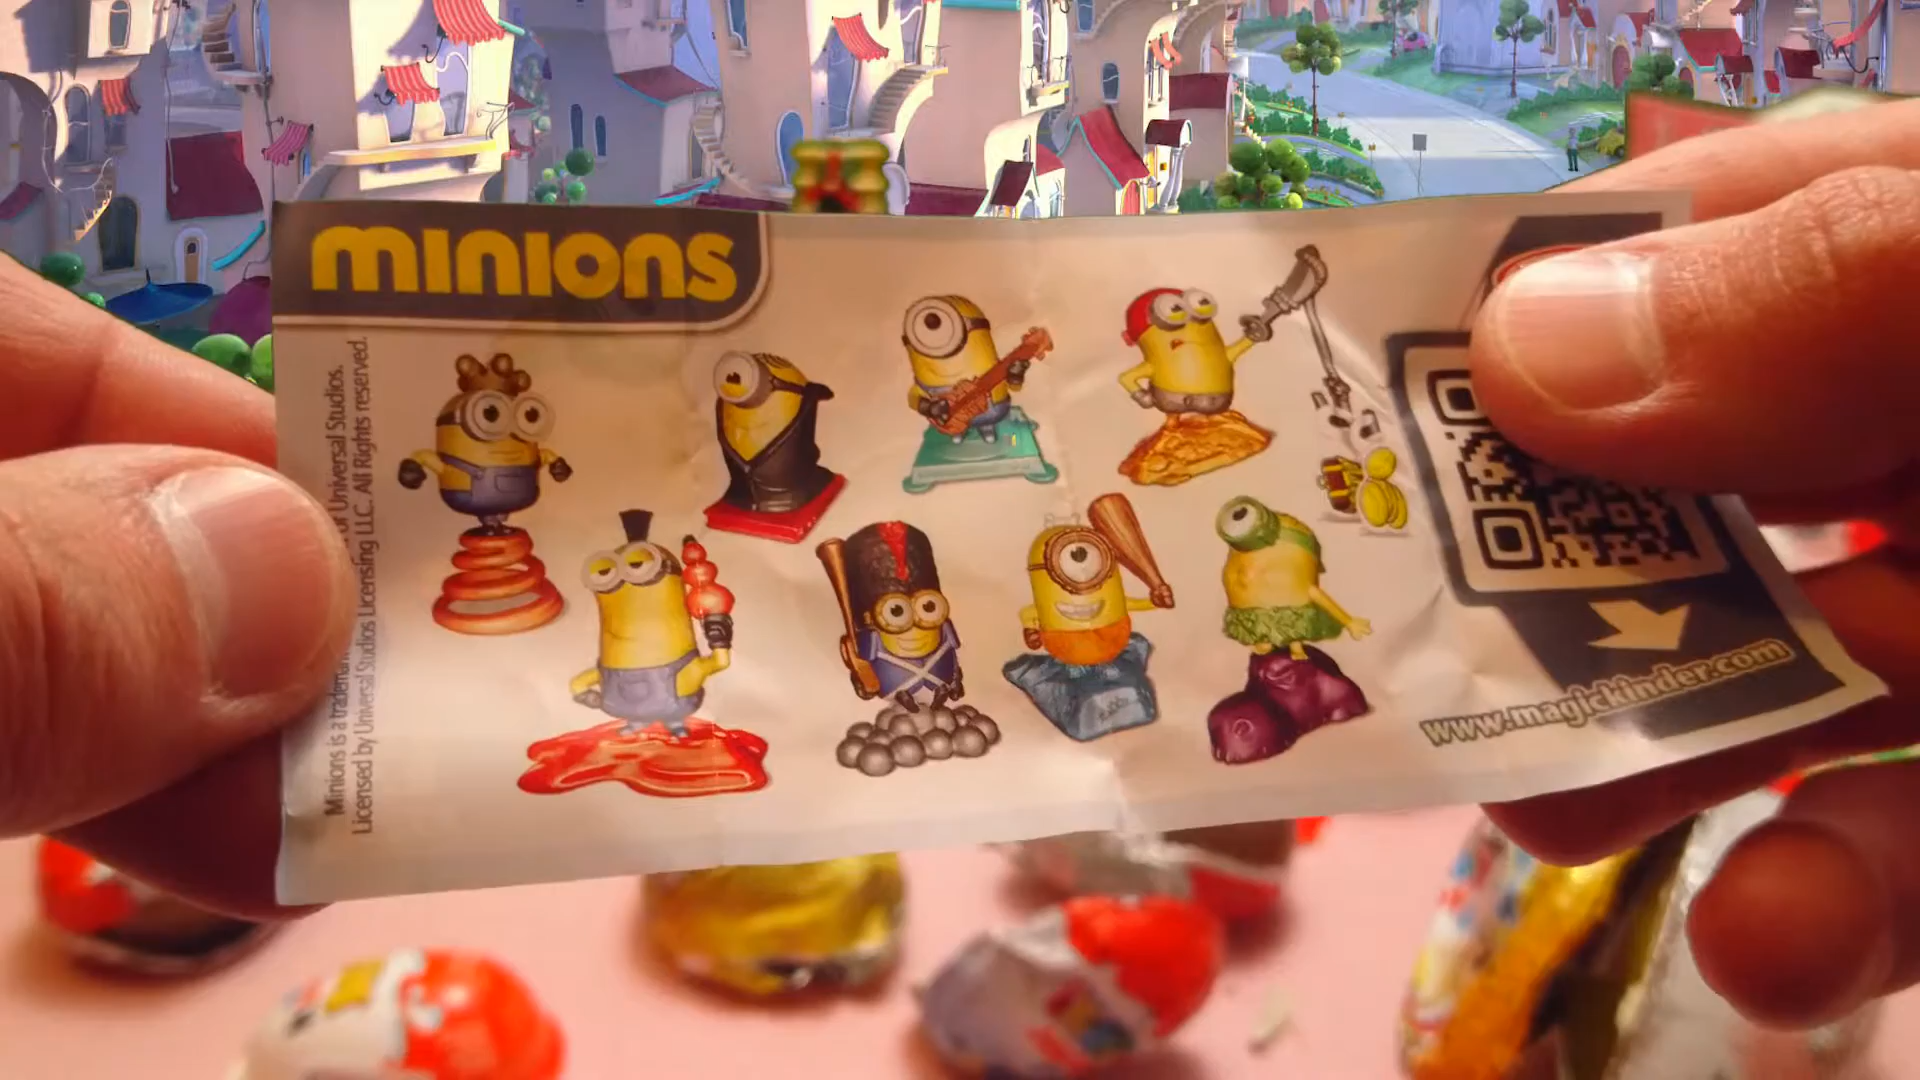 minions
Minions is a trademark of Universal Studios.
Licensed by Universal Studios Licensing LLC. All Rights reserved.
www.magickinder.com